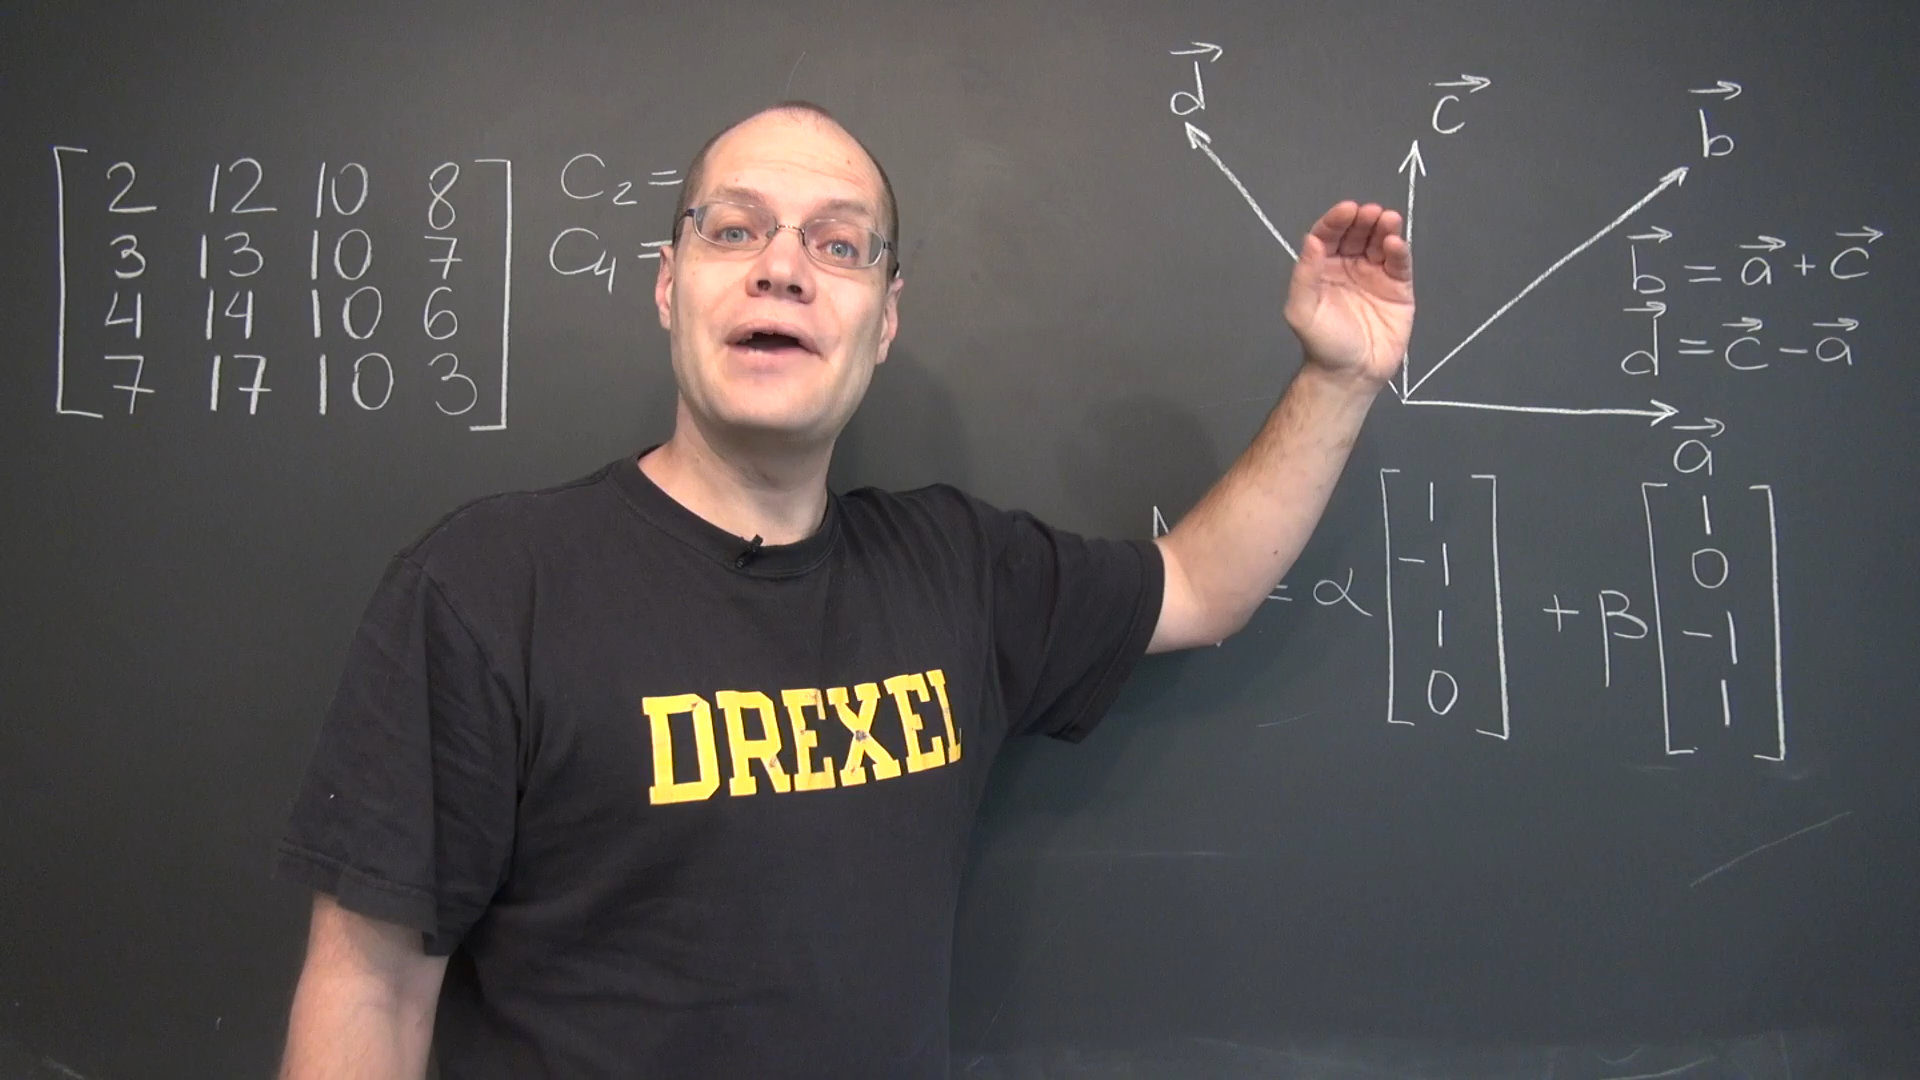 2 12 10 8
3 13 10 7
4 14 10 6
7 17 10 3
C₂ =
C₄ =
d⃗
c⃗
b⃗
b⃗ = a⃗ + c⃗
d⃗ = c⃗ - a⃗
a⃗
= α [1 -1 1 0] + β [1 0 -1 1]
DREXEL